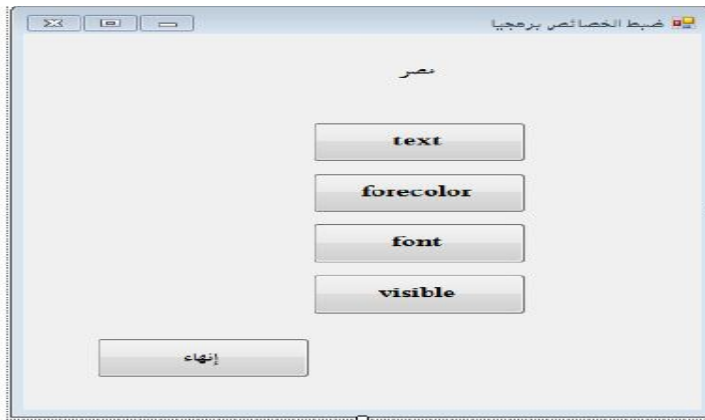 ضبط الخصائص برمجيا
مصر
text
forecolor
font
visible
إنهاء